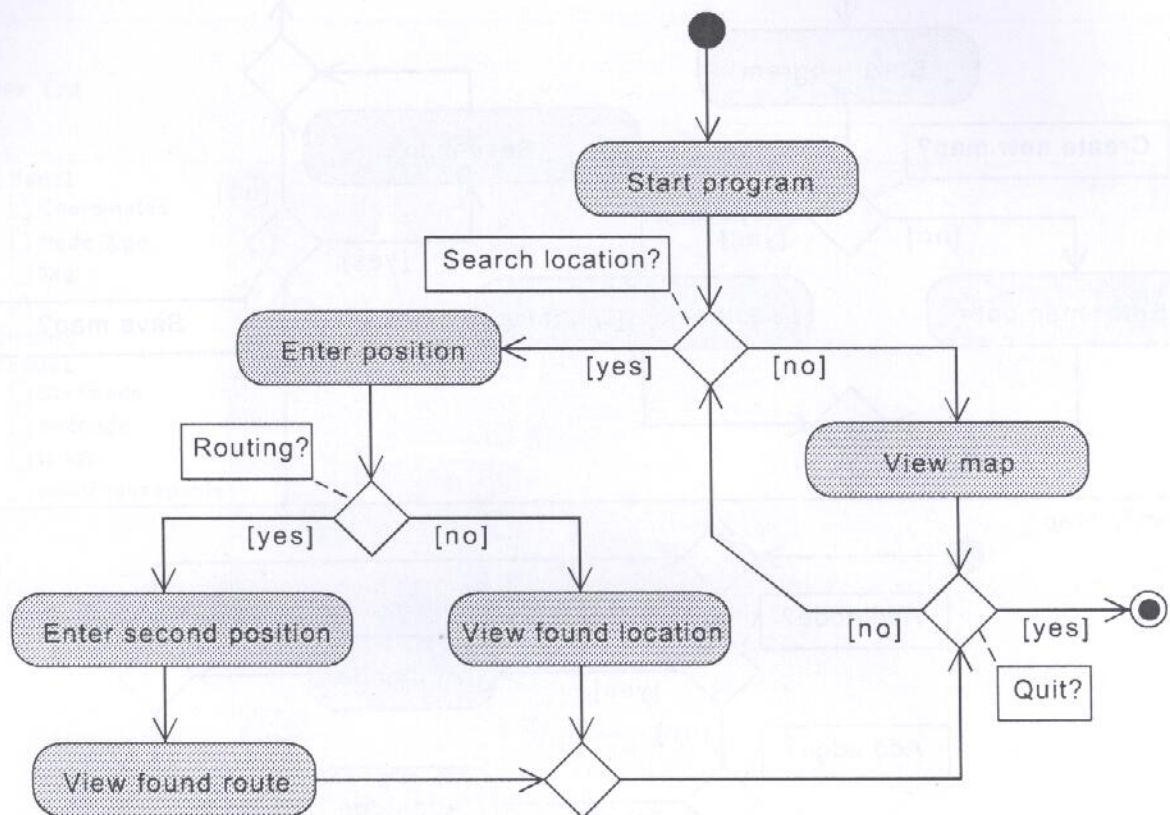 Start program
Search location?
Enter position
[yes]
[no]
Routing?
View map
[yes]
[no]
Enter second position
View found location
[no]
[yes]
Quit?
View found route